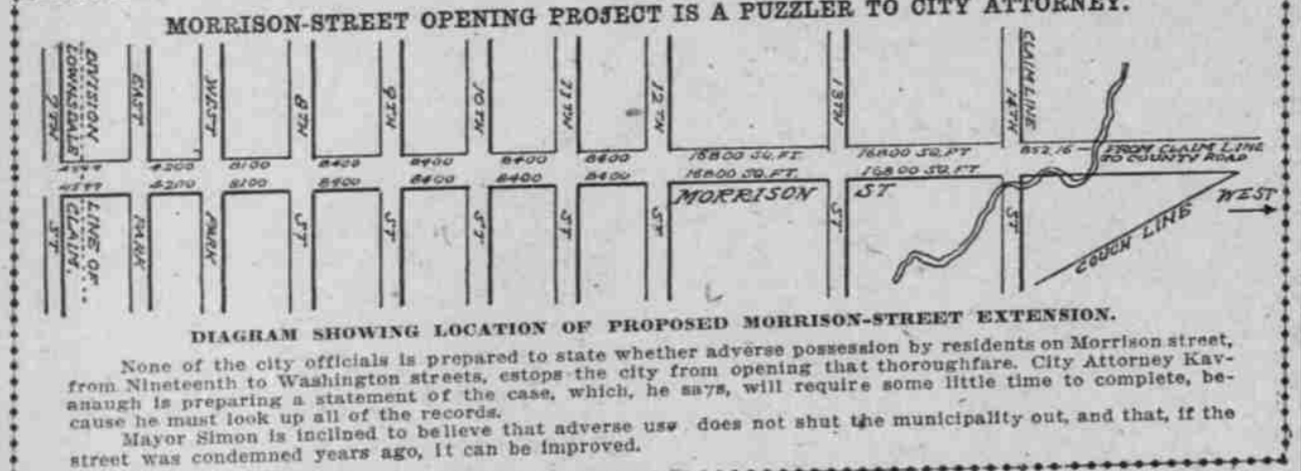 MORRISON-STREET OPENING PROJECT IS A PUZZLER TO CITY ATTORNEY.
7TH
DIVISION
LOWNSDALE
EAST
WEST
8TH
9TH
10TH
11TH
12TH
13TH
14TH
CLAIM LINE
4200
8100
8400
8400
8400
8400
16800 SQ. FT.
16800 SQ. FT
852.16 — FROM CLAIM LINE
TO COUNTY ROAD
4200
8100
8400
8400
8400
8400
16800 SQ. FT.
16800 SQ. FT.
MORRISON ST
ST
LINE OF
CLAIM.
PARK
PARK
ST
ST
ST
ST
ST
ST
ST
COUCH LINE
WEST
DIAGRAM SHOWING LOCATION OF PROPOSED MORRISON-STREET EXTENSION.
None of the city officials is prepared to state whether adverse possession by residents on Morrison street,
from Nineteenth to Washington streets, estops the city from opening that thoroughfare. City Attorney Kav-
anaugh is preparing a statement of the case, which, he says, will require some little time to complete, be-
cause he must look up all of the records.
Mayor Simon is inclined to believe that adverse use does not shut the municipality out, and that, if the
street was condemned years ago, it can be improved.